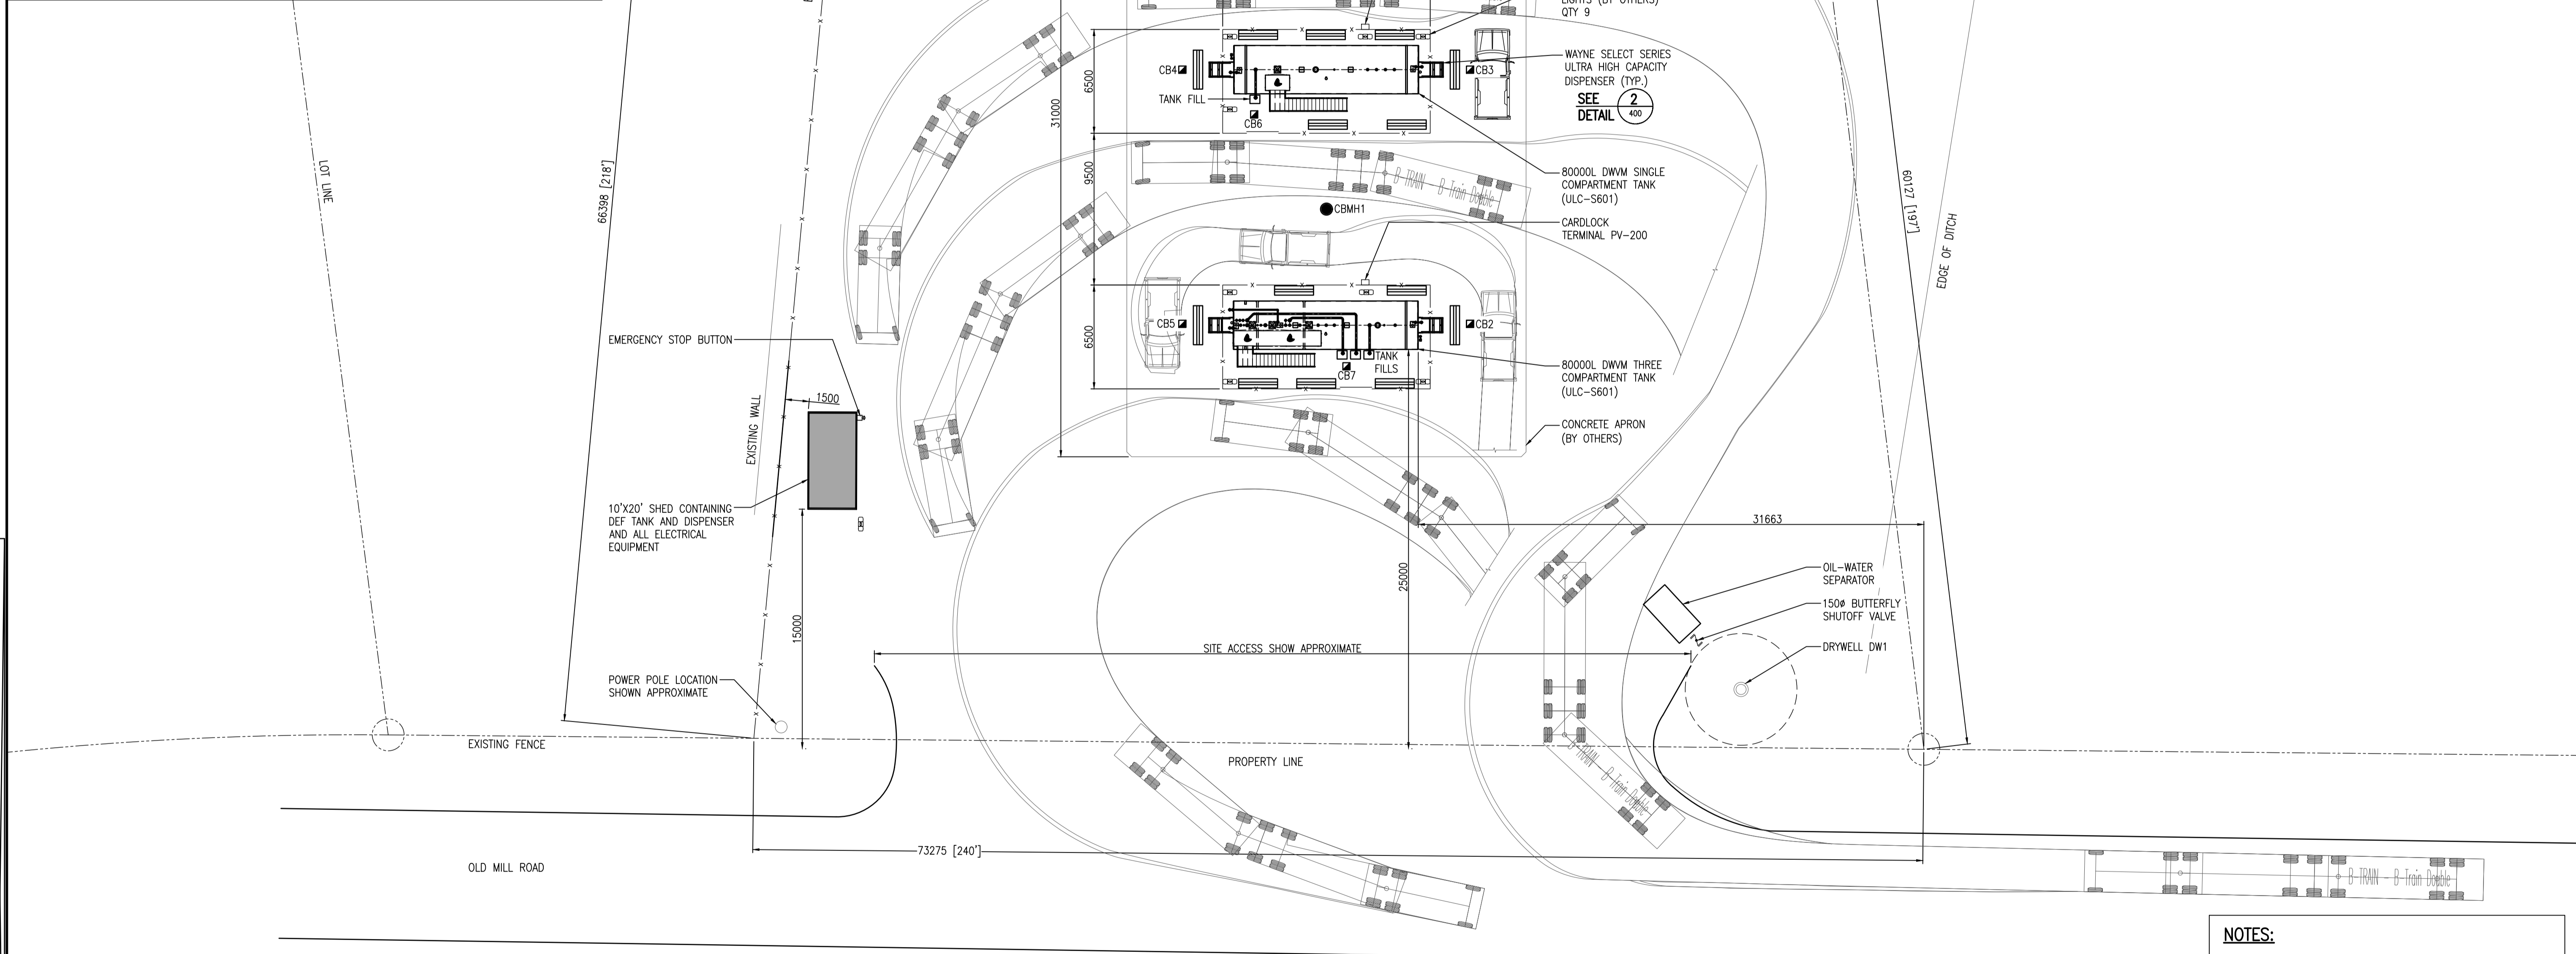 LIGHTS (BY OTHERS)
QTY 9
WAYNE SELECT SERIES
ULTRA HIGH CAPACITY
DISPENSER (TYP.)
SEE
DETAIL
2
400
CB4
CB3
TANK FILL
CB6
6500
31000
9500
6500
LOT LINE
66398 [218']
60127 [197']
EDGE OF DITCH
B-TRAIN - B-Train Double
CBMH1
80000L DWVM SINGLE
COMPARTMENT TANK
(ULC-S601)
CARDLOCK
TERMINAL PV-200
CB5
CB2
TANK
FILLS
CB7
80000L DWVM THREE
COMPARTMENT TANK
(ULC-S601)
CONCRETE APRON
(BY OTHERS)
EMERGENCY STOP BUTTON
1500
EXISTING WALL
10'X20' SHED CONTAINING
DEF TANK AND DISPENSER
AND ALL ELECTRICAL
EQUIPMENT
31663
25000
15000
OIL-WATER
SEPARATOR
150ø BUTTERFLY
SHUTOFF VALVE
DRYWELL DW1
SITE ACCESS SHOW APPROXIMATE
POWER POLE LOCATION
SHOWN APPROXIMATE
EXISTING FENCE
PROPERTY LINE
B-TRAIN - B-Train Double
73275 [240']
OLD MILL ROAD
B-TRAIN - B-Train Double
NOTES: